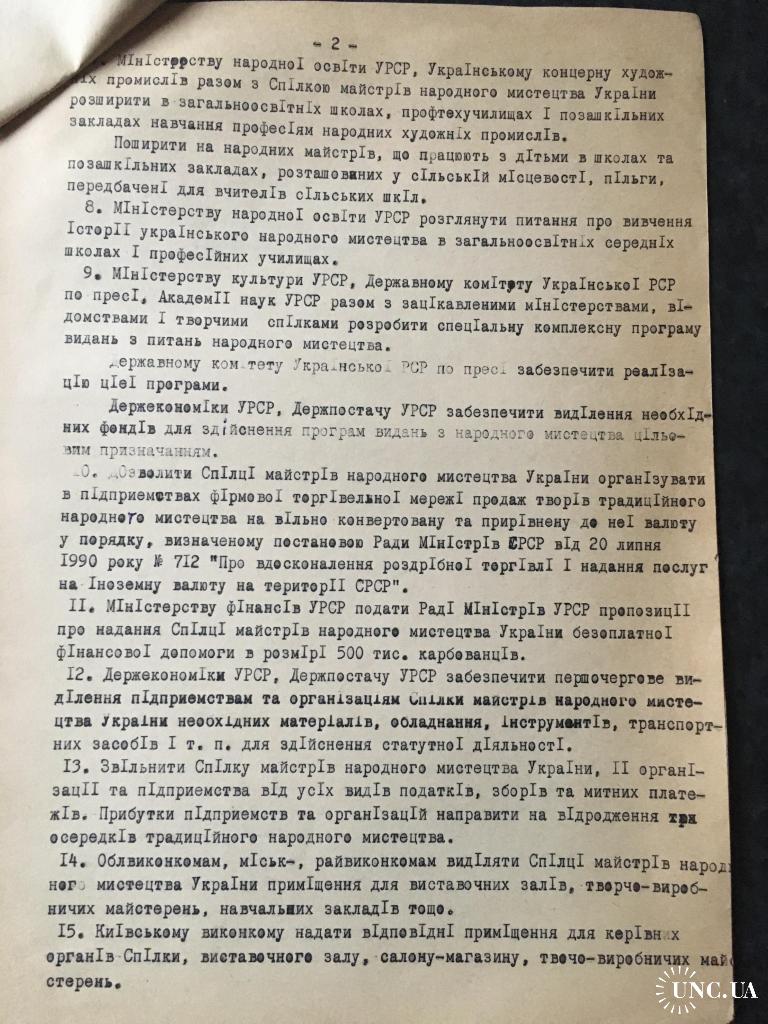 - 2 -
Міністерству народної освіти УРСР, Українському концерну худож-
ніх промислів разом з Спілкою майстрів народного мистецтва України
розширити в загальноосвітніх школах, профтехучилищах і позашкільних
закладах навчання професіям народних художніх промислів.
Поширити на народних майстрів, що працюють з дітьми в школах та
позашкільних закладах, розташованих у сільській місцевості, пільги,
передбачені для вчителів сільських шкіл.
8. Міністерству народної освіти УРСР розглянути питання про вивчення
історії українського народного мистецтва в загальноосвітніх середніх
школах і професійних училищах.
9. Міністерству культури УРСР, Державному комітету Української РСР
по пресі, Академії наук УРСР разом з зацікавленими міністерствами, ві-
домствами і творчими спілками розробити спеціальну комплексну програму
видань з питань народного мистецтва.
Державному комітету Української РСР по пресі забезпечити реаліза-
цію цієї програми.
Держекономіки УРСР, Держпостачу УРСР забезпечити виділення необхід-
них фондів для здійснення програм видань з народного мистецтва цільо-
вим призначанням.
10. Дозволити Спілці майстрів народного мистецтва України організувати
в підприемствах фірмової торгівельної мережі продаж творів традиційного
народного мистецтва на вільно конвертовану та прирівнену до неї валюту
у порядку, визначеному постановою Ради Міністрів СРСР від 20 липня
1990 року № 712 "Про вдосконалення роздрібної торгівлі і надання послуг
на іноземну валюту на території СРСР".
11. Міністерству фінансів УРСР подати Раді Міністрів УРСР пропозиції
про надання Спілці майстрів народного мистецтва України безоплатної
фінансової допомоги в розмірі 500 тис. карбованців.
12. Держекономіки УРСР, Держпостачу УРСР забезпечити першочергове ви-
ділення підприемствам та організаціям Спілки майстрів народного мисте-
цтва України необхідних матеріалів, обладнання, інструментів, транспорт-
них засобів і т. п. для здійснення статутної діяльності.
13. Звільнити Спілку майстрів народного мистецтва України, її органі-
зації та підприемства від усіх видів податків, зборів та митних плате-
жів. Прибутки підприемств та організацій направити на відродження
осередків традиційного народного мистецтва.
14. Облвиконкомам, міськ-, райвиконкомам виділяти Спілці майстрів народ
ного мистецтва України приміщення для виставочних залів, творчо-вироб-
ничих майстерень, навчальних закладів тощо.
15. Київському виконкому надати відповідні приміщення для керівних
органів Спілки, виставочного залу, салону-магазину, твочо-виробничих май
стерень.
UNC.UA